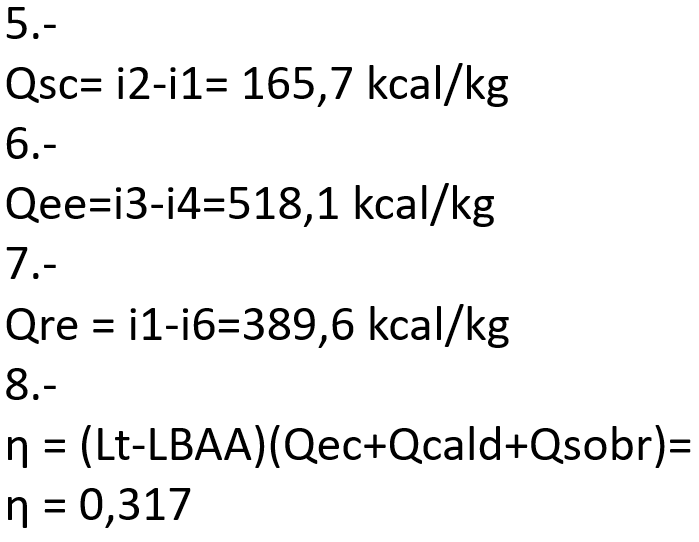 5.-
Qsc= i2-i1= 165,7 kcal/kg
6.-
Qee=i3-i4=518,1 kcal/kg
7.-
Qre = i1-i6=389,6 kcal/kg
8.-
η = (Lt-LBAA)(Qec+Qcald+Qsobr)=
η = 0,317